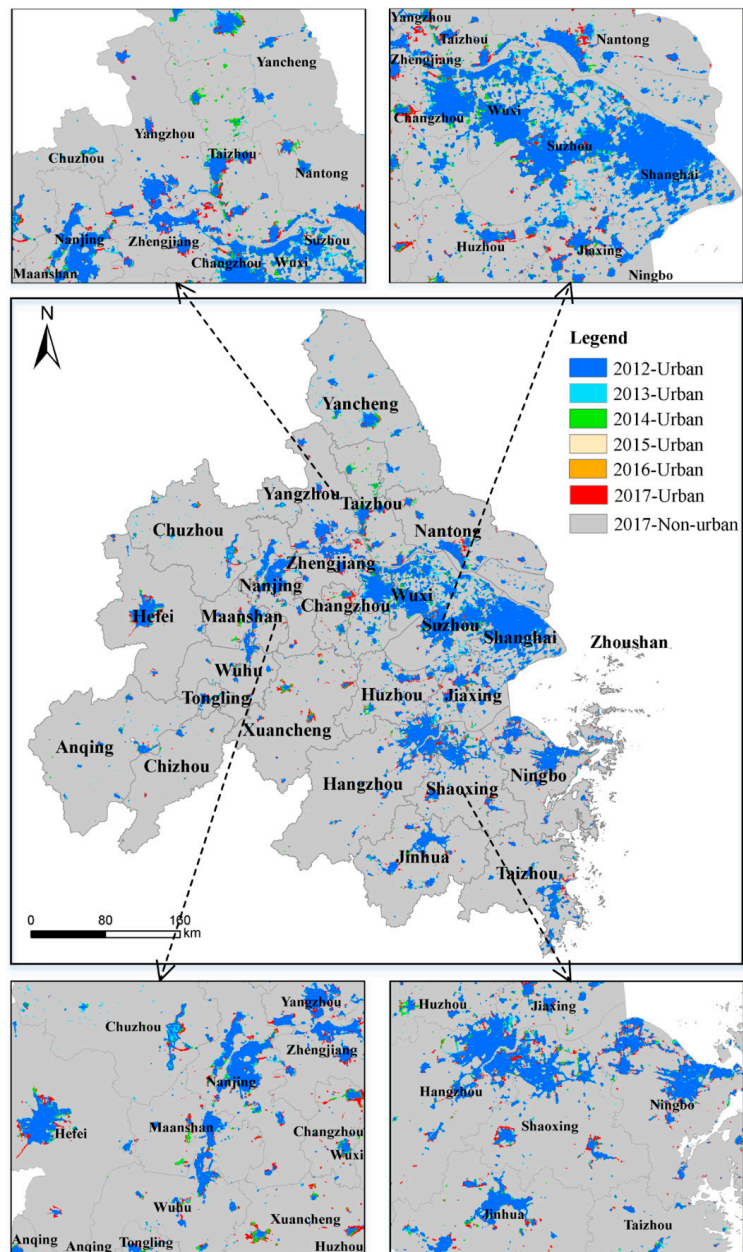 Yancheng
Yangzhou
Chuzhou
Taizhou
Nantong
Nanjing
Zhengjiang
Suzhou
Maanshan
Changzhou
Wuxi
Yangzhou
Taizhou
Nantong
Zhengjiang
Changzhou
Wuxi
Suzhou
Shanghai
Huzhou
Jiaxing
Ningbo
N
Legend
2012-Urban
2013-Urban
2014-Urban
2015-Urban
2016-Urban
2017-Urban
2017-Non-urban
Yancheng
Yangzhou
Taizhou
Chuzhou
Nantong
Zhengjiang
Nanjing
Wuxi
Changzhou
Hefei
Maanshan
Suzhou
Shanghai
Zhoushan
Wuhu
Huzhou
Jiaxing
Tongling
Xuancheng
Anqing
Chizhou
Hangzhou
Shaoxing
Ningbo
Jinhua
Taizhou
0 80 160
km
Yangzhou
Chuzhou
Zhengjiang
Nanjing
Maanshan
Changzhou
Hefei
Wuxi
Wuhu
Xuancheng
Anqing
Anqing
Tongling
Huzhou
Huzhou
Jiaxing
Hangzhou
Ningbo
Shaoxing
Jinhua
Taizhou